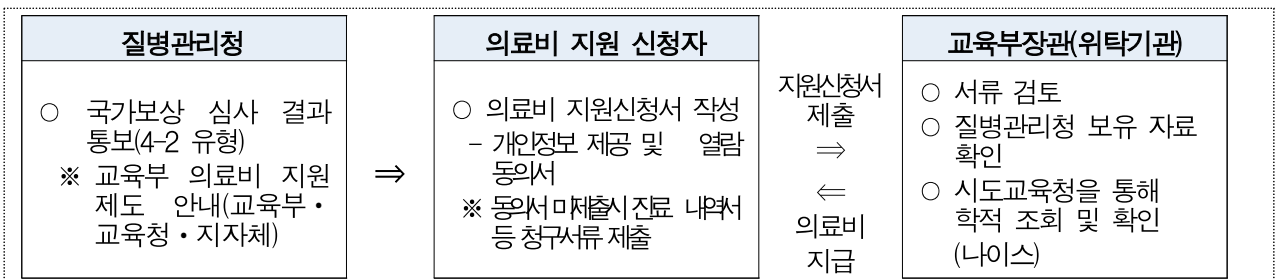 질병관리청
○ 국가보상 심사 결과
통보(4-2 유형)
※ 교육부 의료비 지원
제도 안내(교육부・
교육청・지자체)
⇒
의료비 지원 신청자
○ 의료비 지원신청서 작성
- 개인정보 제공 및 열람
동의서
※ 동의서 미제출시 진료 내역서
등 청구서류 제출
지원신청서
제출
⇒
⇐
의료비
지급
교육부장관(위탁기관)
○ 서류 검토
○ 질병관리청 보유 자료
확인
○ 시도교육청을 통해
학적 조회 및 확인
(나이스)